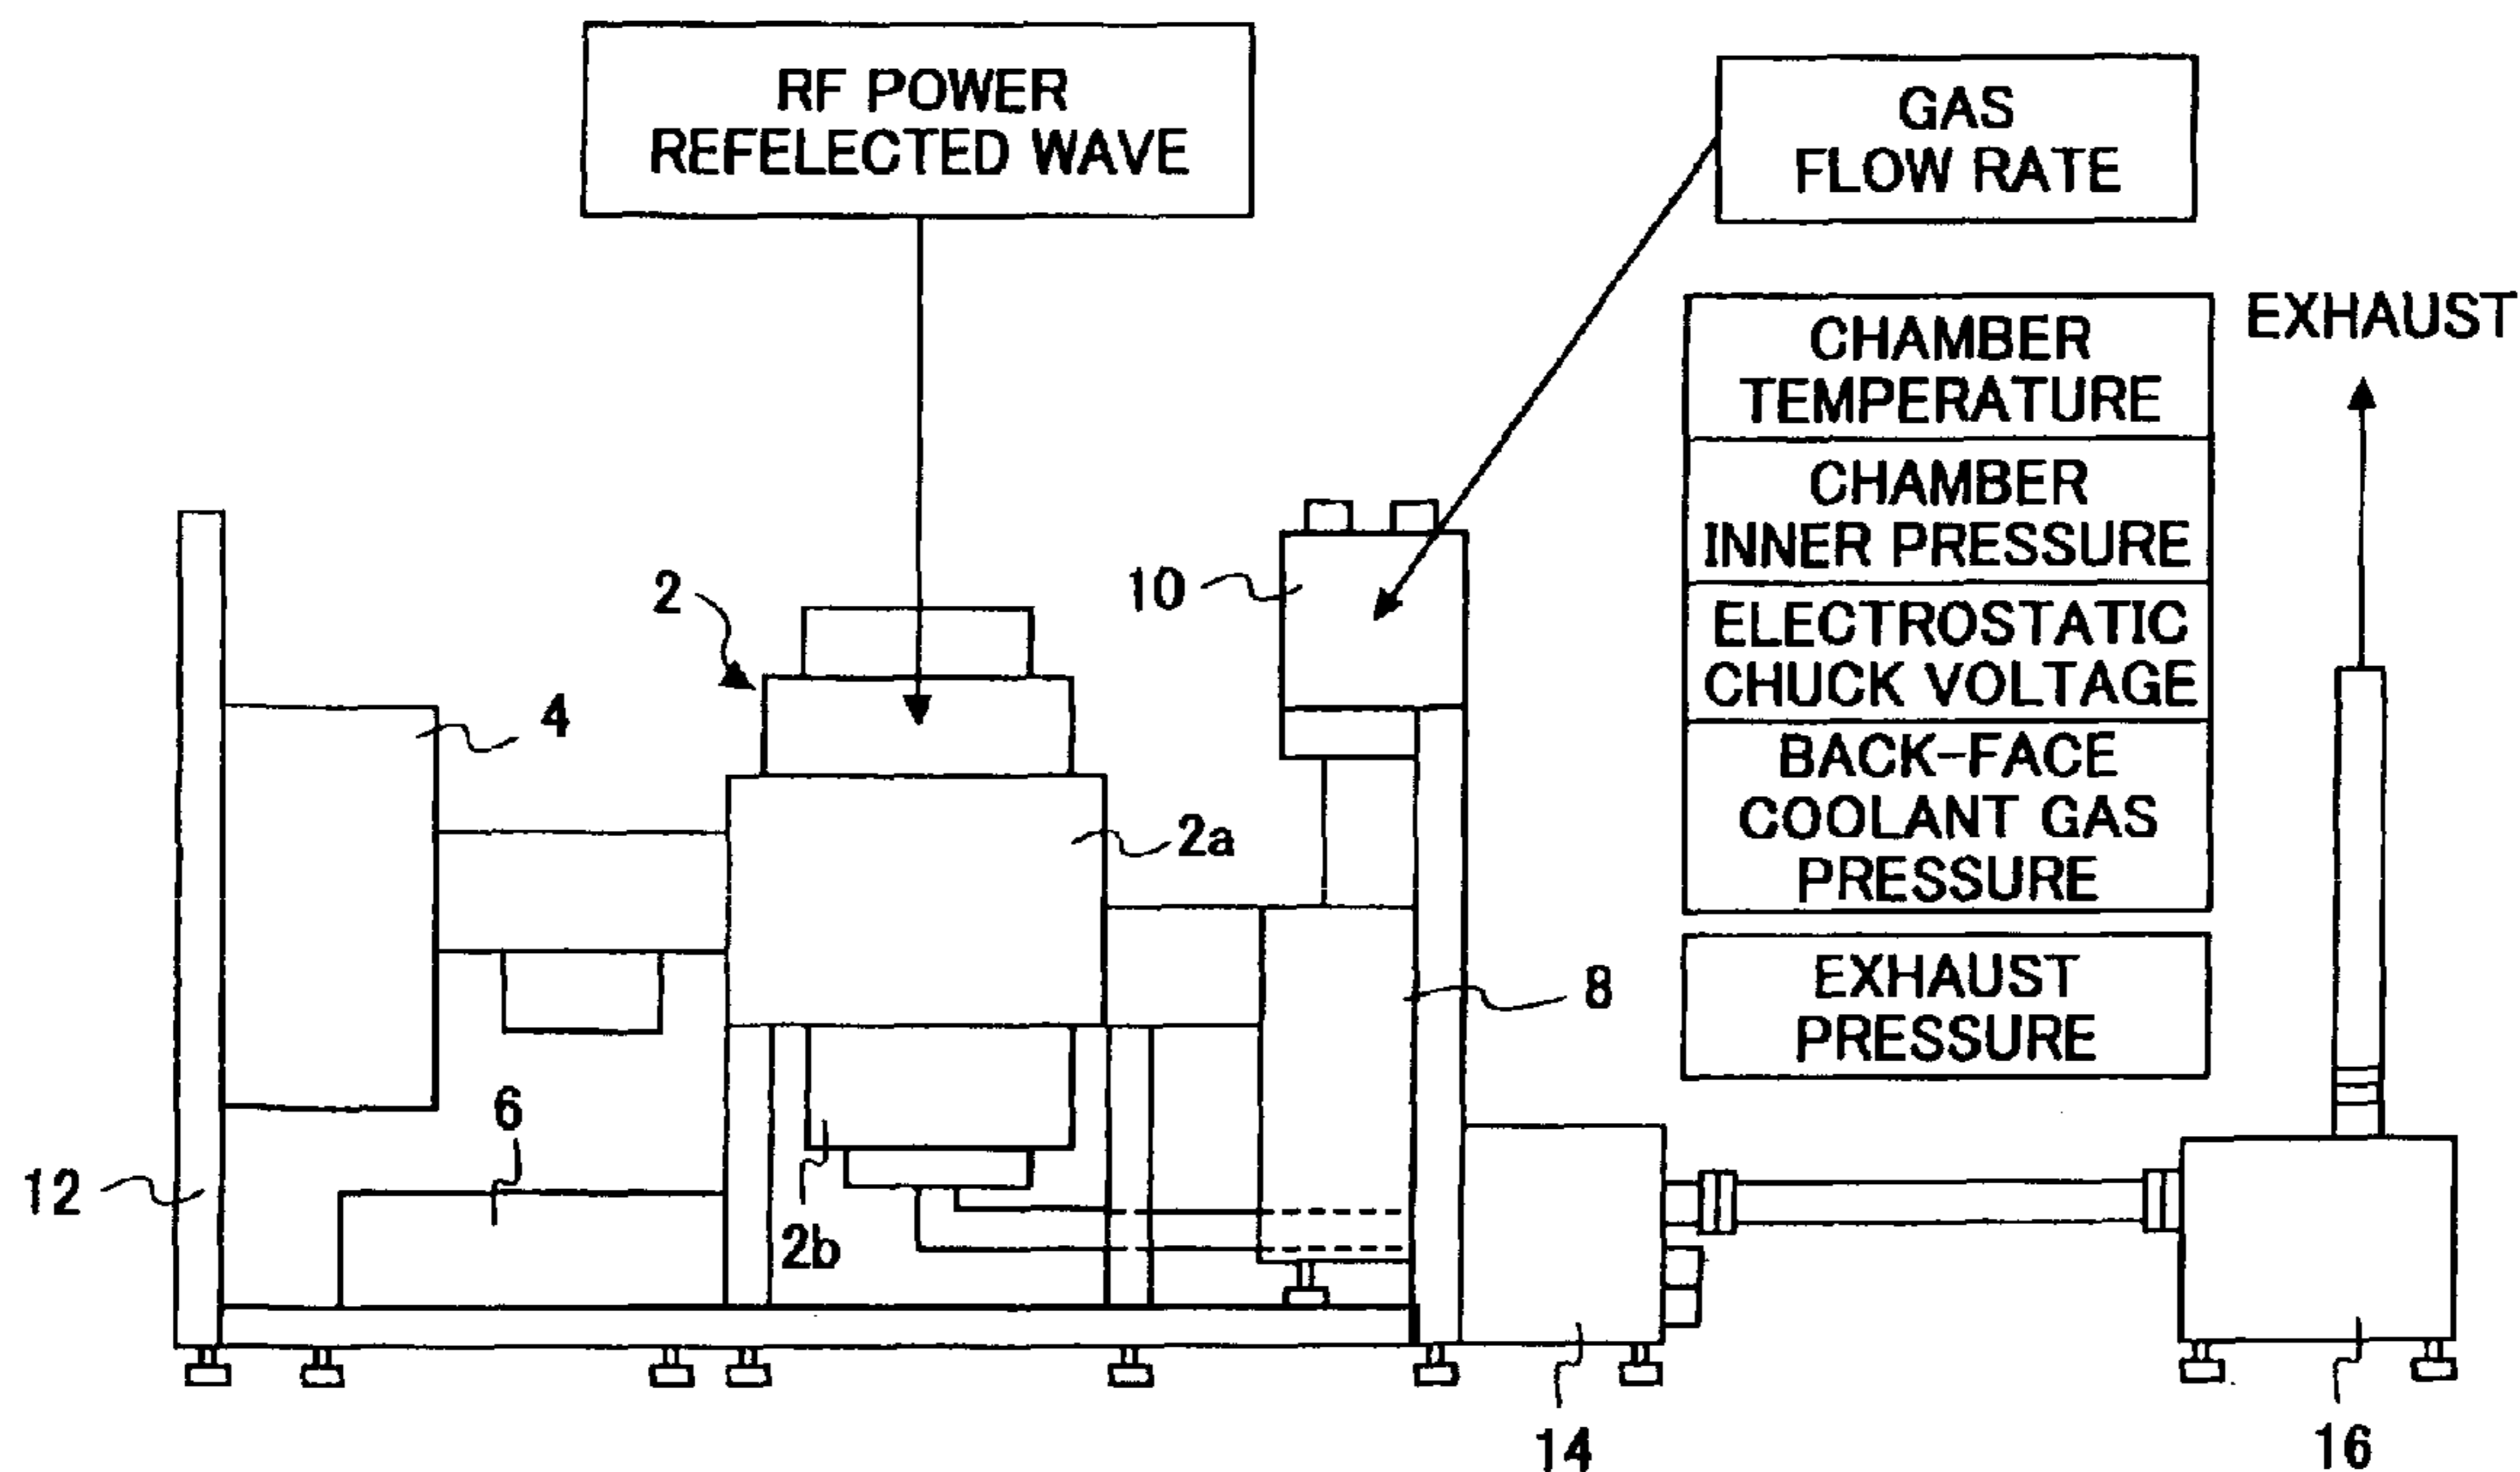 RF POWER
REFELECTED WAVE
GAS
FLOW RATE
CHAMBER
TEMPERATURE
EXHAUST
CHAMBER
INNER PRESSURE
ELECTROSTATIC
CHUCK VOLTAGE
BACK-FACE
COOLANT GAS
PRESSURE
EXHAUST
PRESSURE
2
10
4
2a
8
6
12
2b
14
16